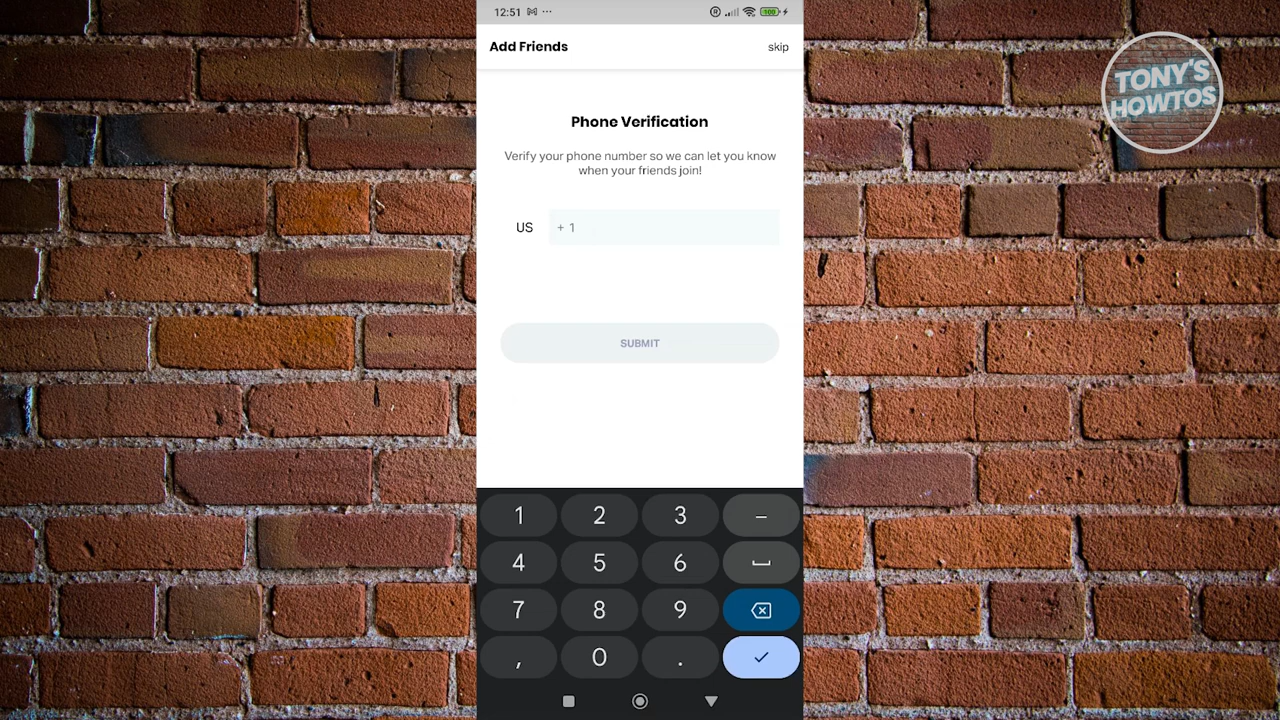 12:51
100
Add Friends
skip
TONY'S
HOWTOS
Phone Verification
Verify your phone number so we can let you know
when your friends join!
US
+ 1
SUBMIT
1 2 3 –
4 5 6
7 8 9
, 0 .